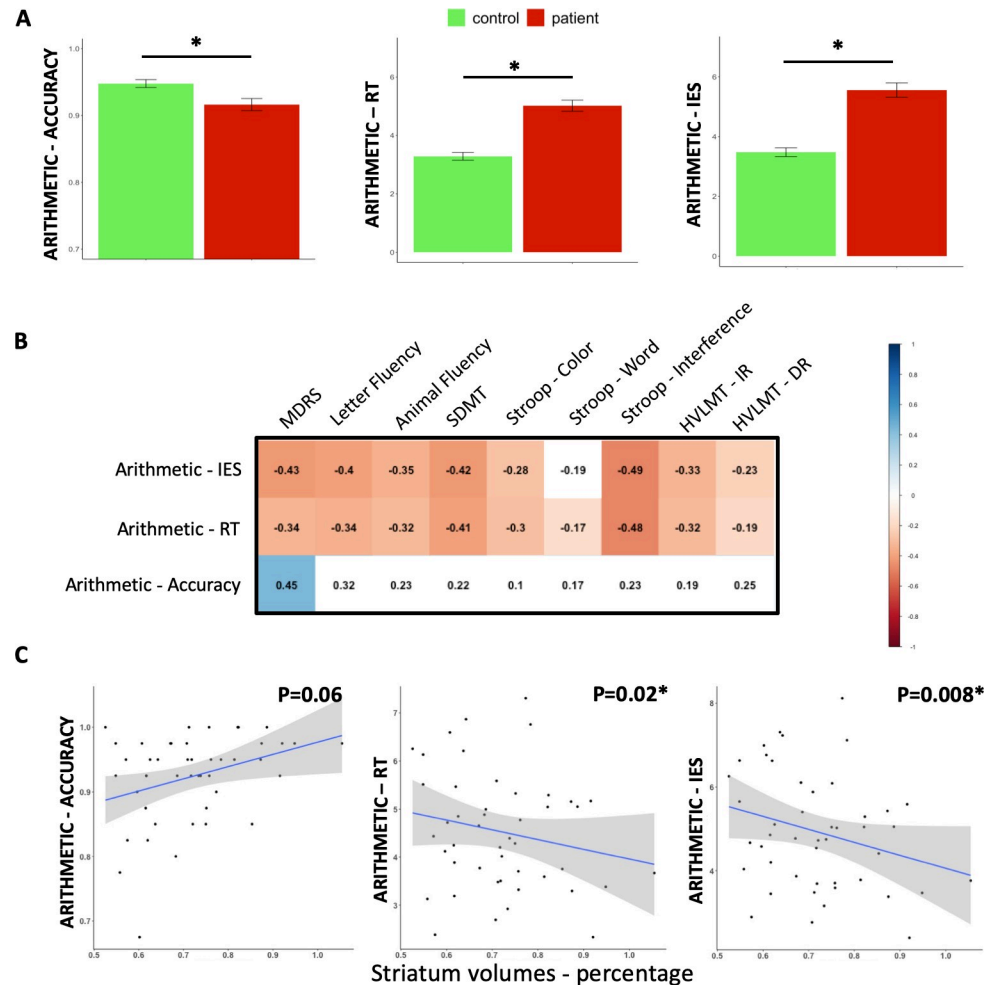 A
control patient
*
*
*
ARITHMETIC - ACCURACY
1.0
0.9
0.8
0.7
ARITHMETIC – RT
6
4
2
0
ARITHMETIC - IES
6
4
2
0
B
MDRS
Letter Fluency
Animal Fluency
SDMT
Stroop - Color
Stroop - Word
Stroop - Interference
HVLMT - IR
HVLMT - DR
Arithmetic - IES -0.43 -0.4 -0.35 -0.42 -0.28 -0.19 -0.49 -0.33 -0.23
Arithmetic - RT -0.34 -0.34 -0.32 -0.41 -0.3 -0.17 -0.48 -0.32 -0.19
Arithmetic - Accuracy 0.45 0.32 0.23 0.22 0.1 0.17 0.23 0.19 0.25
1
0.8
0.6
0.4
0.2
0
-0.2
-0.4
-0.6
-0.8
-1
C
P=0.06
P=0.02*
P=0.008*
ARITHMETIC - ACCURACY
1.0
0.9
0.8
0.7
0.5 0.6 0.7 0.8 0.9 1.0
ARITHMETIC – RT
7
6
5
4
3
0.5 0.6 0.7 0.8 0.9 1.0
ARITHMETIC - IES
8
6
4
0.5 0.6 0.7 0.8 0.9 1.0
Striatum volumes - percentage